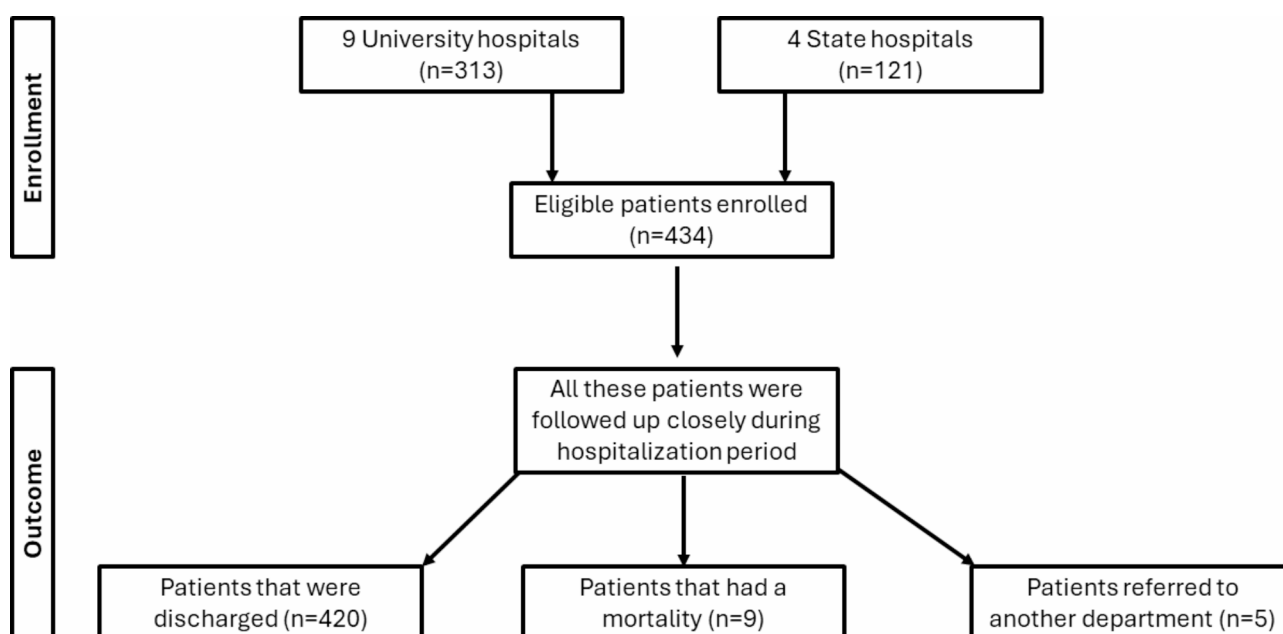 Enrollment
9 University hospitals
(n=313)
4 State hospitals
(n=121)
Eligible patients enrolled
(n=434)
Outcome
All these patients were
followed up closely during
hospitalization period
Patients that were
discharged (n=420)
Patients that had a
mortality (n=9)
Patients referred to
another department (n=5)